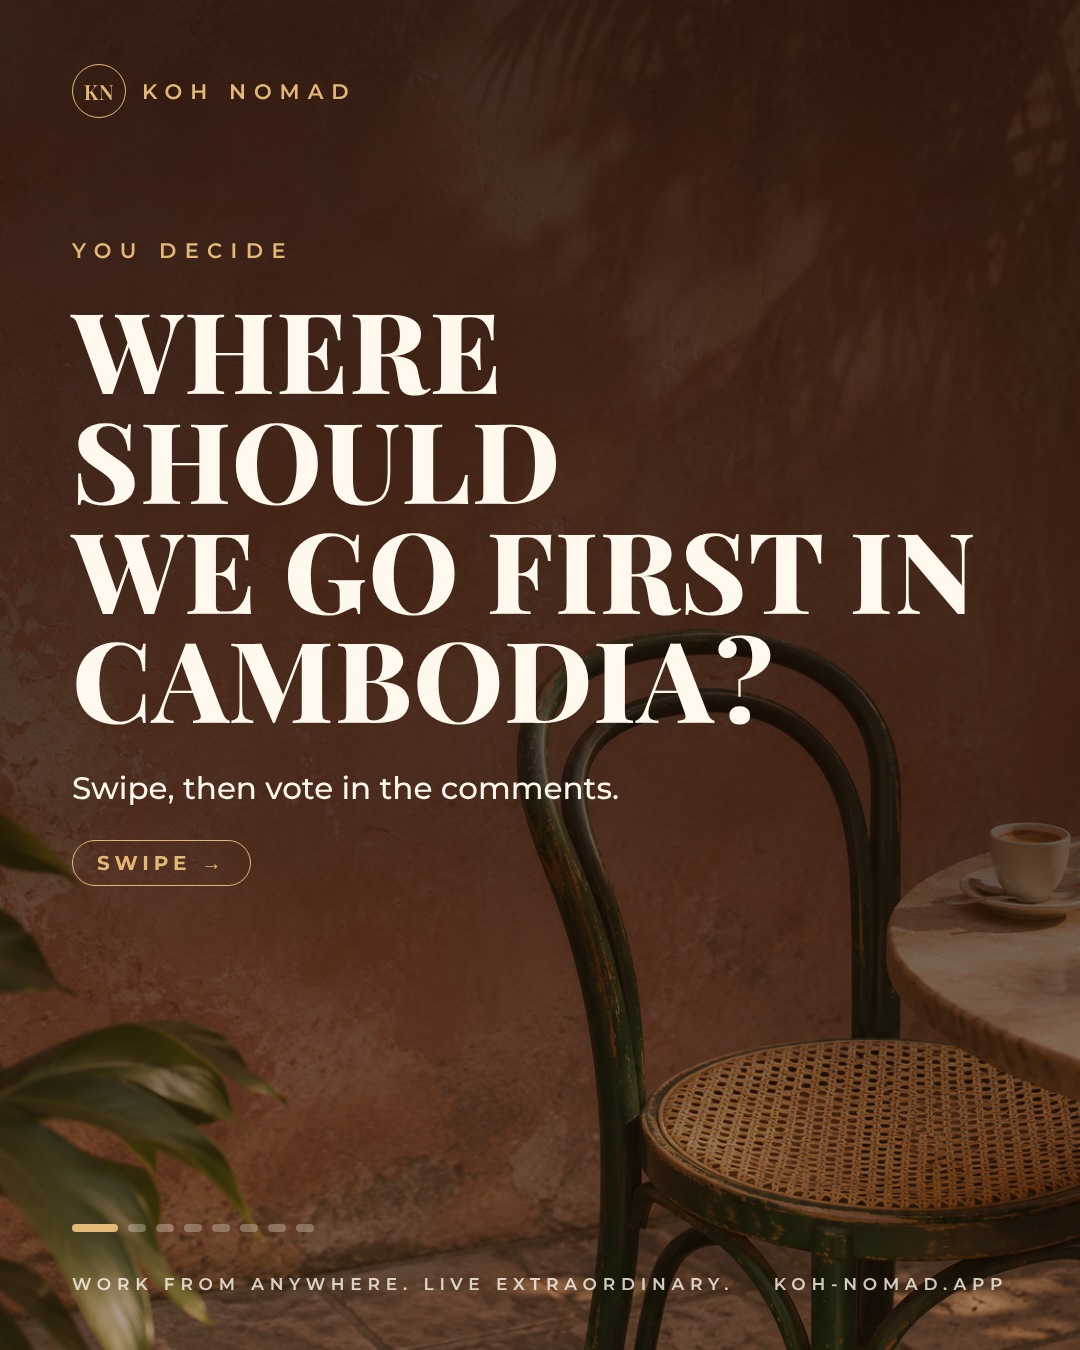 KN KOH NOMAD
YOU DECIDE
WHERE
SHOULD
WE GO FIRST IN
CAMBODIA?
Swipe, then vote in the comments.
SWIPE →
WORK FROM ANYWHERE. LIVE EXTRAORDINARY. KOH-NOMAD.APP